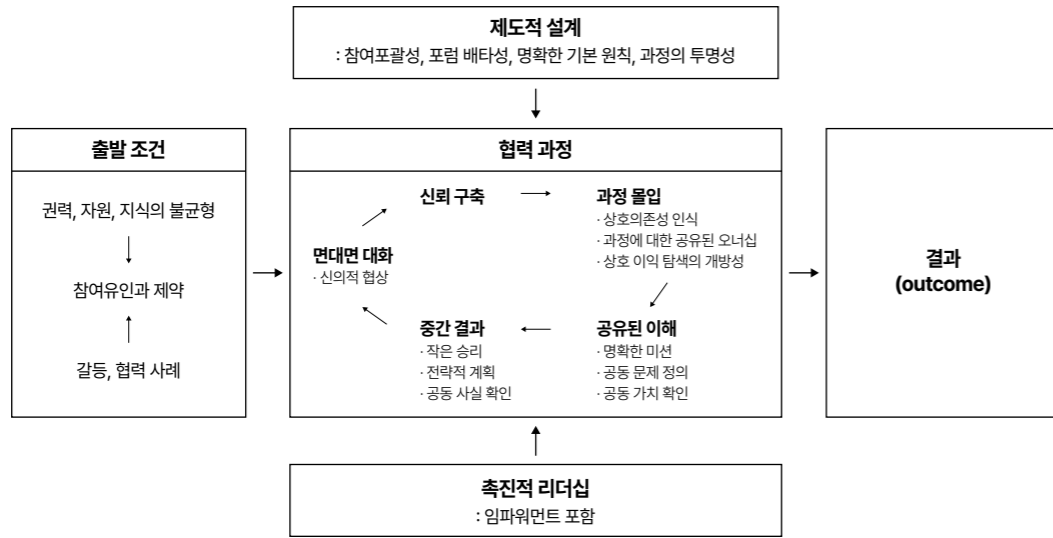 제도적 설계
: 참여포괄성, 포럼 배타성, 명확한 기본 원칙, 과정의 투명성
출발 조건
권력, 자원, 지식의 불균형
참여유인과 제약
갈등, 협력 사례
협력 과정
신뢰 구축
과정 몰입
· 상호의존성 인식
· 과정에 대한 공유된 오너십
· 상호 이익 탐색의 개방성
면대면 대화
· 신의적 협상
중간 결과
· 작은 승리
· 전략적 계획
· 공동 사실 확인
공유된 이해
· 명확한 미션
· 공동 문제 정의
· 공동 가치 확인
결과
(outcome)
촉진적 리더십
: 임파워먼트 포함